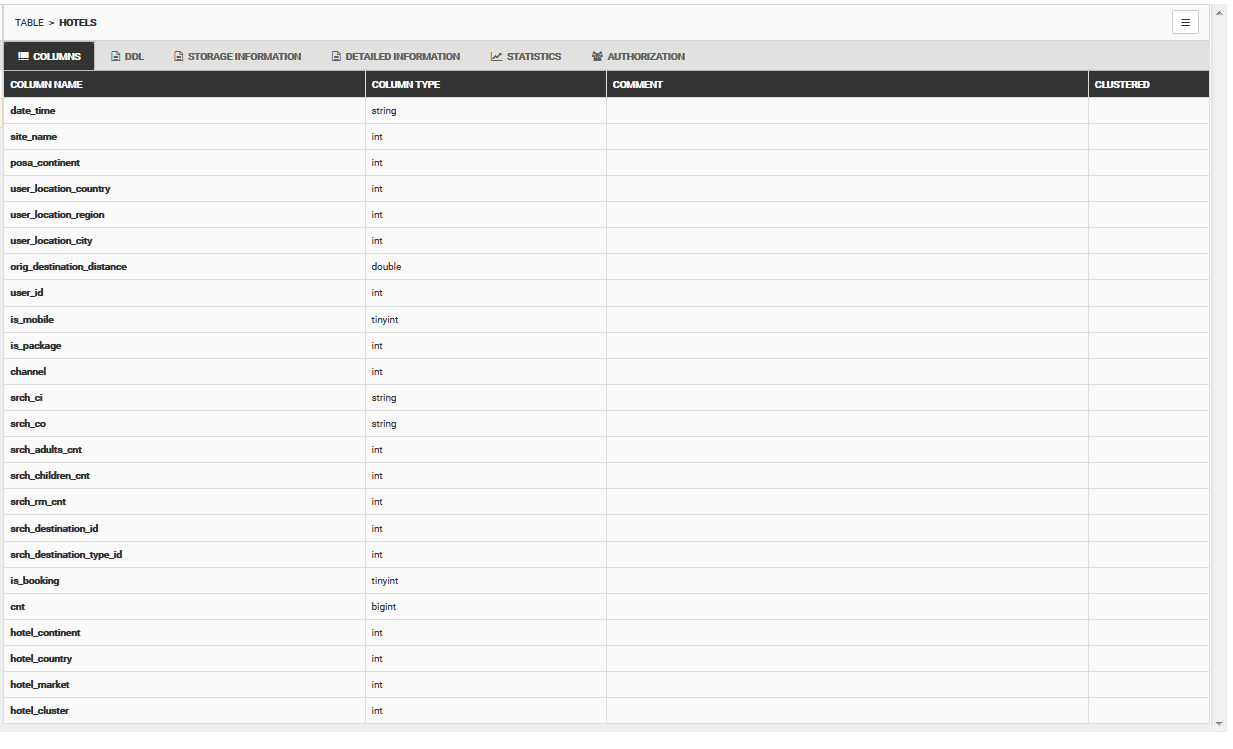 TABLE > HOTELS
COLUMNS DDL STORAGE INFORMATION DETAILED INFORMATION STATISTICS AUTHORIZATION
COLUMN NAME COLUMN TYPE COMMENT CLUSTERED
date_time string
site_name int
posa_continent int
user_location_country int
user_location_region int
user_location_city int
orig_destination_distance double
user_id int
is_mobile tinyint
is_package int
channel int
srch_ci string
srch_co string
srch_adults_cnt int
srch_children_cnt int
srch_rm_cnt int
srch_destination_id int
srch_destination_type_id int
is_booking tinyint
cnt bigint
hotel_continent int
hotel_country int
hotel_market int
hotel_cluster int